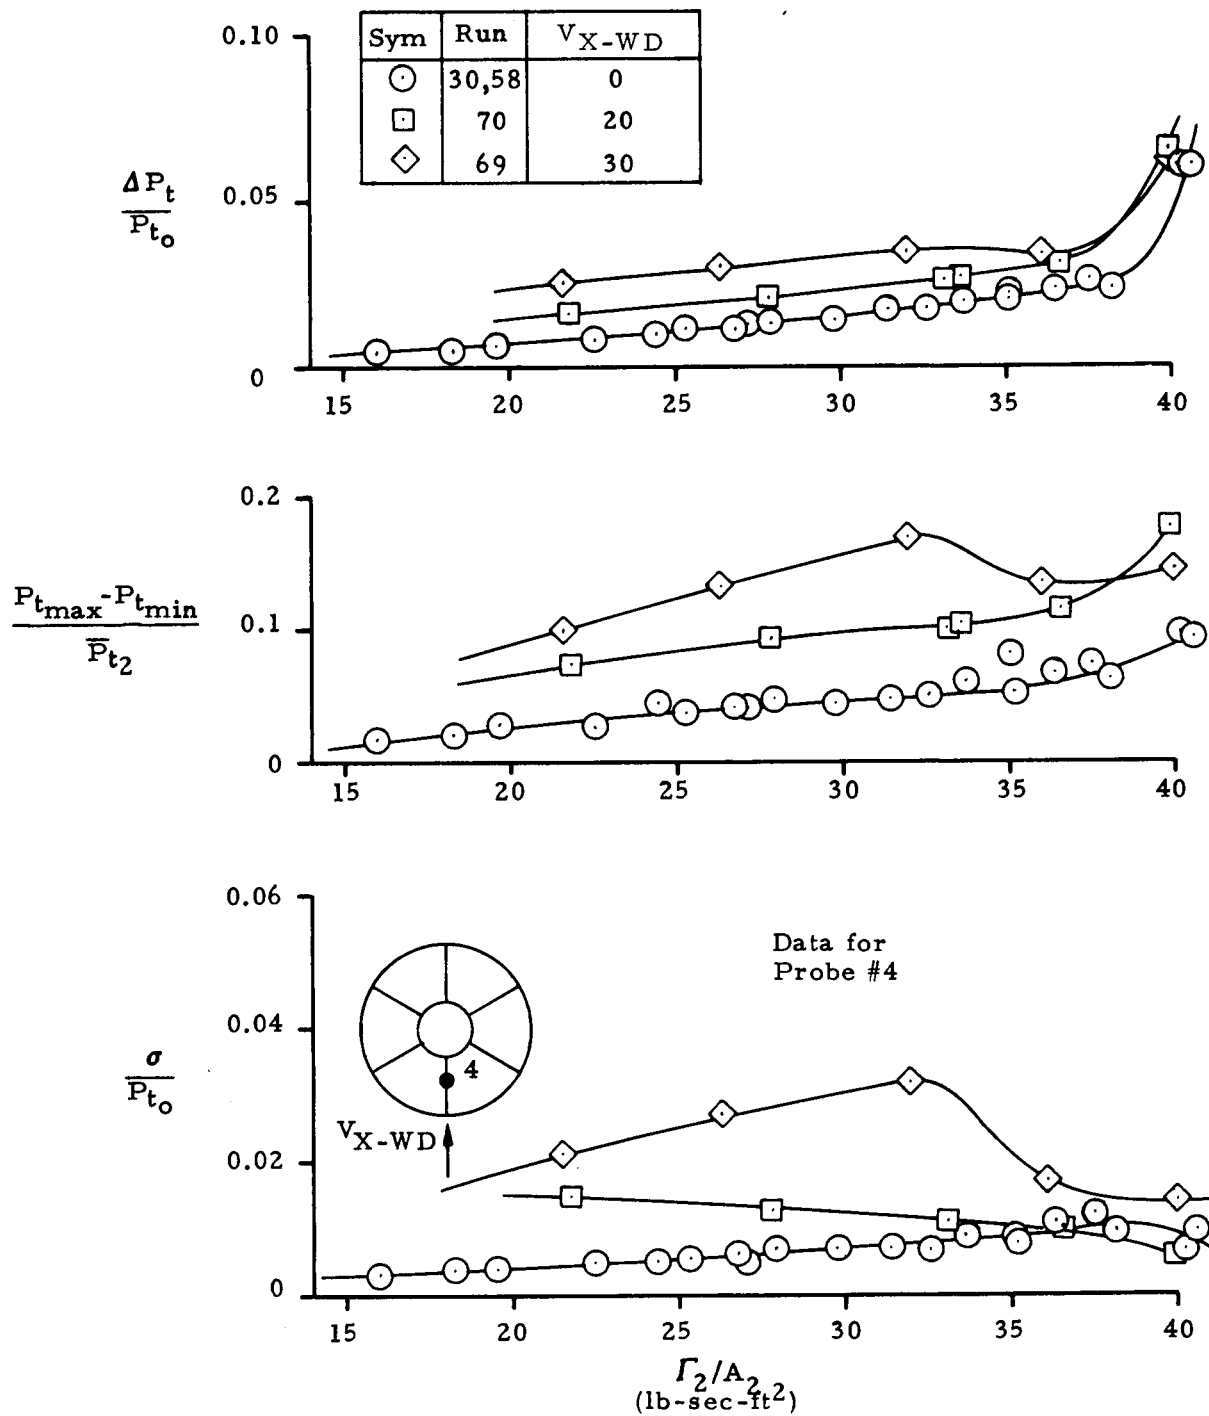 0.10
Sym Run V_X-WD
30,58 0
70 20
69 30
ΔP_t / P_t_o
0.05
0
15 20 25 30 35 40
0.2
P_t_max-P_t_min / P̅_t_2
0.1
0
15 20 25 30 35 40
0.06
Data for
Probe #4
0.04
σ / P_t_o
4
V_X-WD
0.02
0
15 20 25 30 35 40
Γ_2/A_2
(lb-sec-ft²)